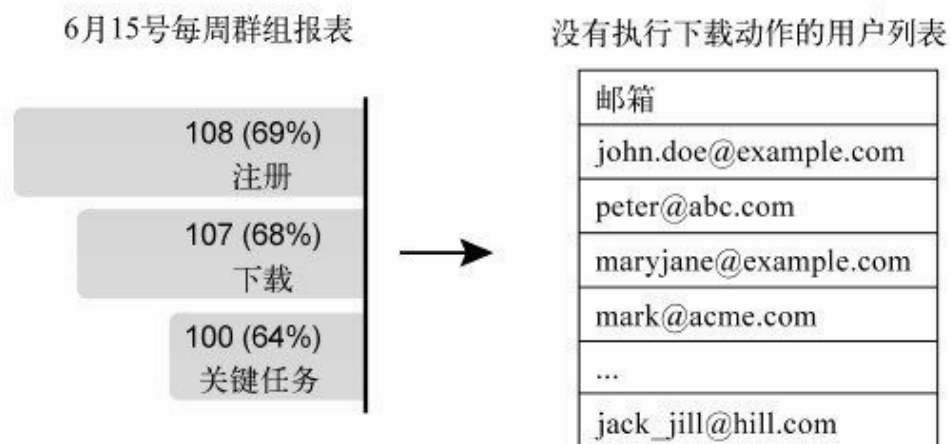 6月15号每周群组报表
108 (69%)
注册
107 (68%)
下载
100 (64%)
关键任务
没有执行下载动作的用户列表
邮箱
john.doe@example.com
peter@abc.com
maryjane@example.com
mark@acme.com
...
jack_jill@hill.com